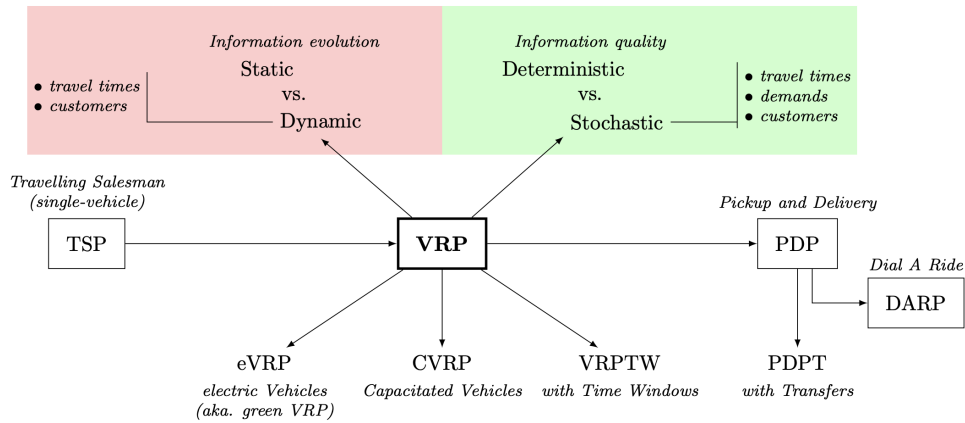 Information evolution
Static
vs.
Dynamic
• travel times
• customers
Information quality
Deterministic
vs.
Stochastic
• travel times
• demands
• customers
Travelling Salesman
(single-vehicle)
TSP
VRP
Pickup and Delivery
PDP
Dial A Ride
DARP
eVRP
electric Vehicles
(aka. green VRP)
CVRP
Capacitated Vehicles
VRPTW
with Time Windows
PDPT
with Transfers